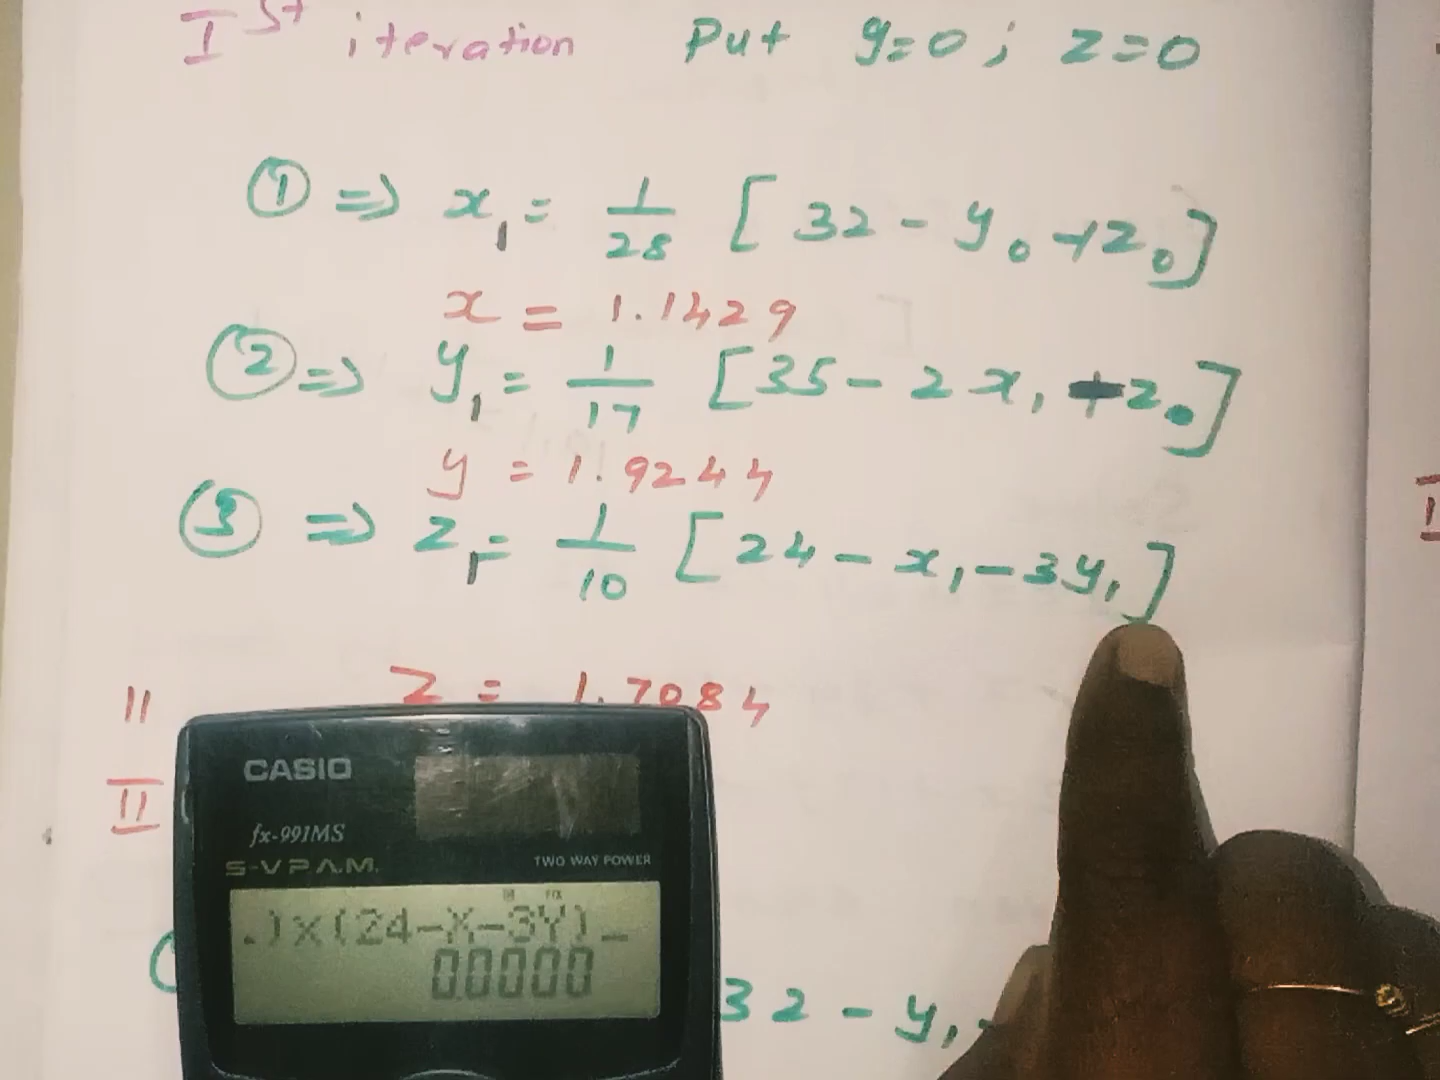 Ist iteration Put y=0; z=0
① ⇒ x₁ = 1/28 [32 - y₀ + z₀]
x = 1.1429
② ⇒ y₁ = 1/17 [35 - 2x₁ + z₀]
y = 1.9244
③ ⇒ z₁ = 1/10 [24 - x₁ - 3y₁]
z = 1.7084
II
CASIO
fx-991MS
S-V.P.A.M.
TWO WAY POWER
.)x(24-X-3Y)_
0.0000
32 - y₁